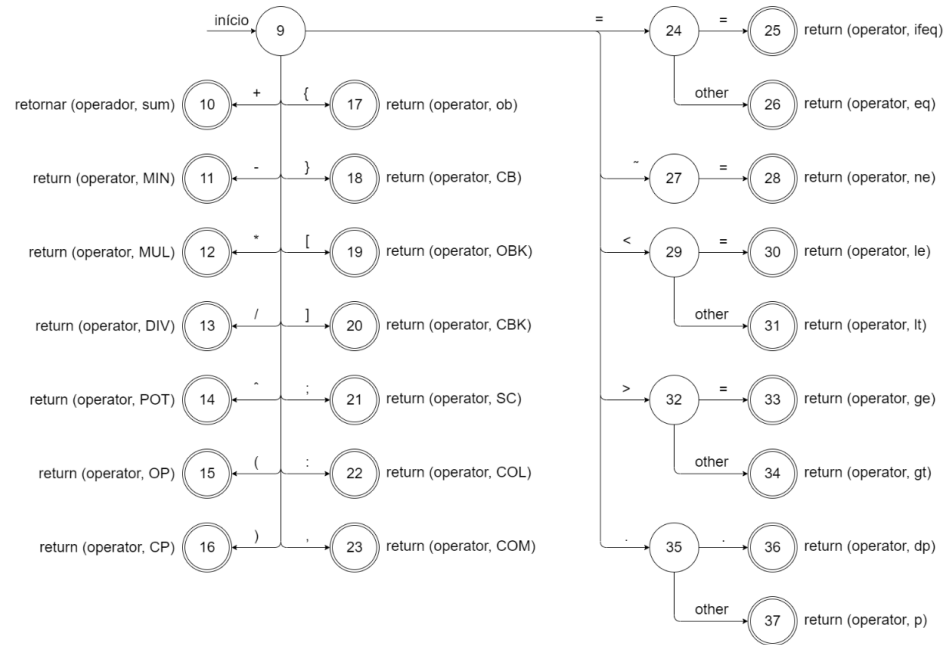 início 9 = 24 = 25 return (operator, ifeq)
other
retornar (operador, sum) 10 + { 17 return (operator, ob) 26 return (operator, eq)
return (operator, MIN) 11 - } 18 return (operator, CB) ~ 27 = 28 return (operator, ne)
return (operator, MUL) 12 * [ 19 return (operator, OBK) < 29 = 30 return (operator, le)
other
return (operator, DIV) 13 / ] 20 return (operator, CBK) 31 return (operator, lt)
return (operator, POT) 14 ^ ; 21 return (operator, SC) > 32 = 33 return (operator, ge)
other
return (operator, OP) 15 ( : 22 return (operator, COL) 34 return (operator, gt)
return (operator, CP) 16 ) , 23 return (operator, COM) . 35 . 36 return (operator, dp)
other
37 return (operator, p)